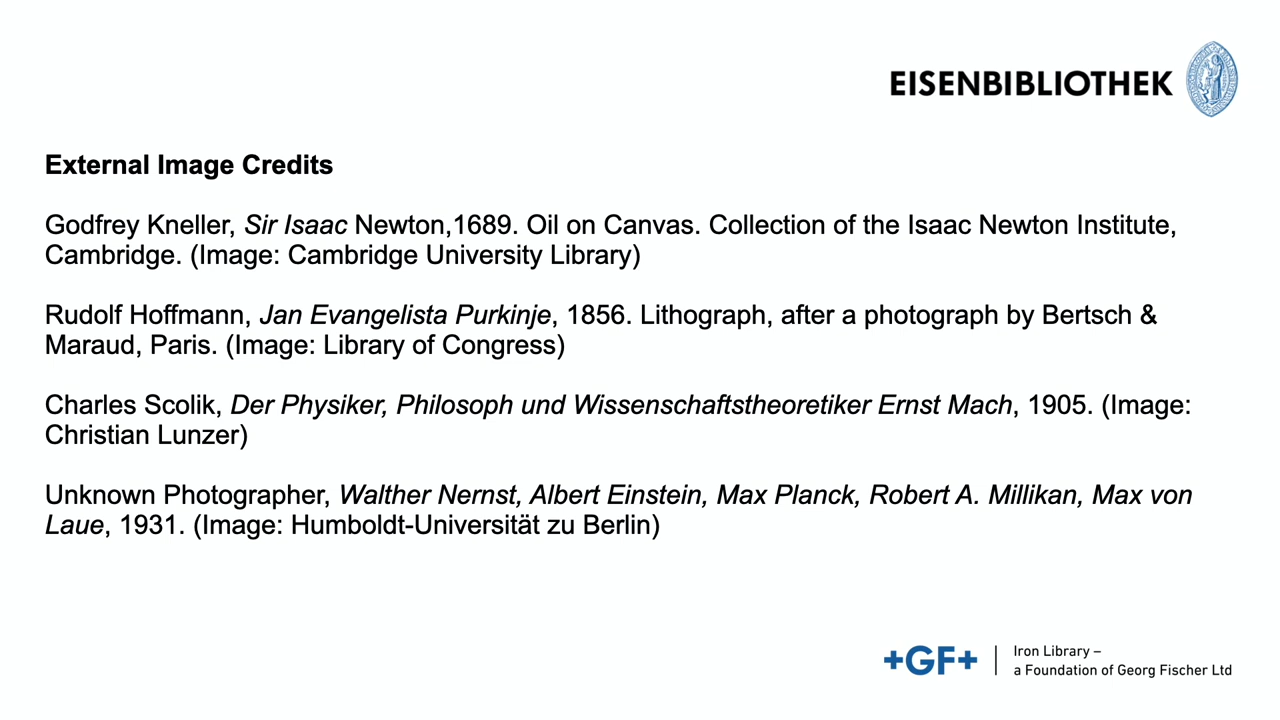 EISENBIBLIOTHEK
External Image Credits
Godfrey Kneller, Sir Isaac Newton,1689. Oil on Canvas. Collection of the Isaac Newton Institute,
Cambridge. (Image: Cambridge University Library)
Rudolf Hoffmann, Jan Evangelista Purkinje, 1856. Lithograph, after a photograph by Bertsch &
Maraud, Paris. (Image: Library of Congress)
Charles Scolik, Der Physiker, Philosoph und Wissenschaftstheoretiker Ernst Mach, 1905. (Image:
Christian Lunzer)
Unknown Photographer, Walther Nernst, Albert Einstein, Max Planck, Robert A. Millikan, Max von
Laue, 1931. (Image: Humboldt-Universität zu Berlin)
+GF+
Iron Library –
a Foundation of Georg Fischer Ltd